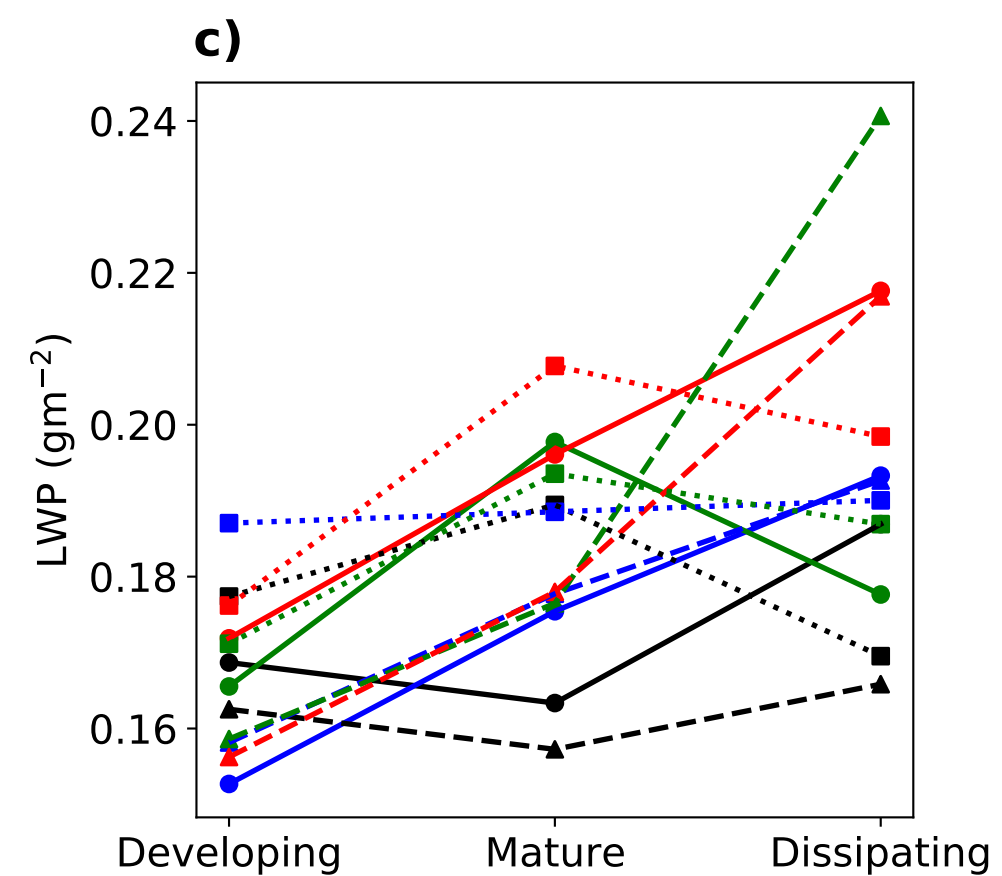 c)
0.24
0.22
0.20
0.18
0.16
LWP (gm⁻²)
Developing Mature Dissipating